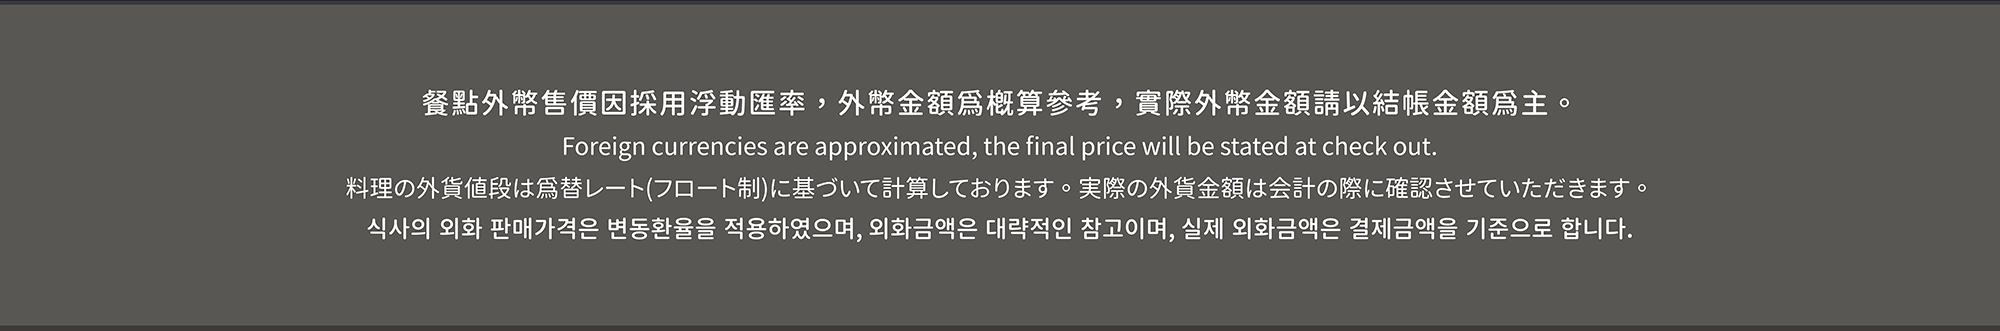 餐點外幣售價因採用浮動匯率，外幣金額爲概算參考，實際外幣金額請以結帳金額爲主。
Foreign currencies are approximated, the final price will be stated at check out.
料理の外貨値段は爲替レート(フロート制)に基づいて計算しております。実際の外貨金額は会計の際に確認させていただきます。
식사의 외화 판매가격은 변동환율을 적용하였으며, 외화금액은 대략적인 참고이며, 실제 외화금액은 결제금액을 기준으로 합니다.